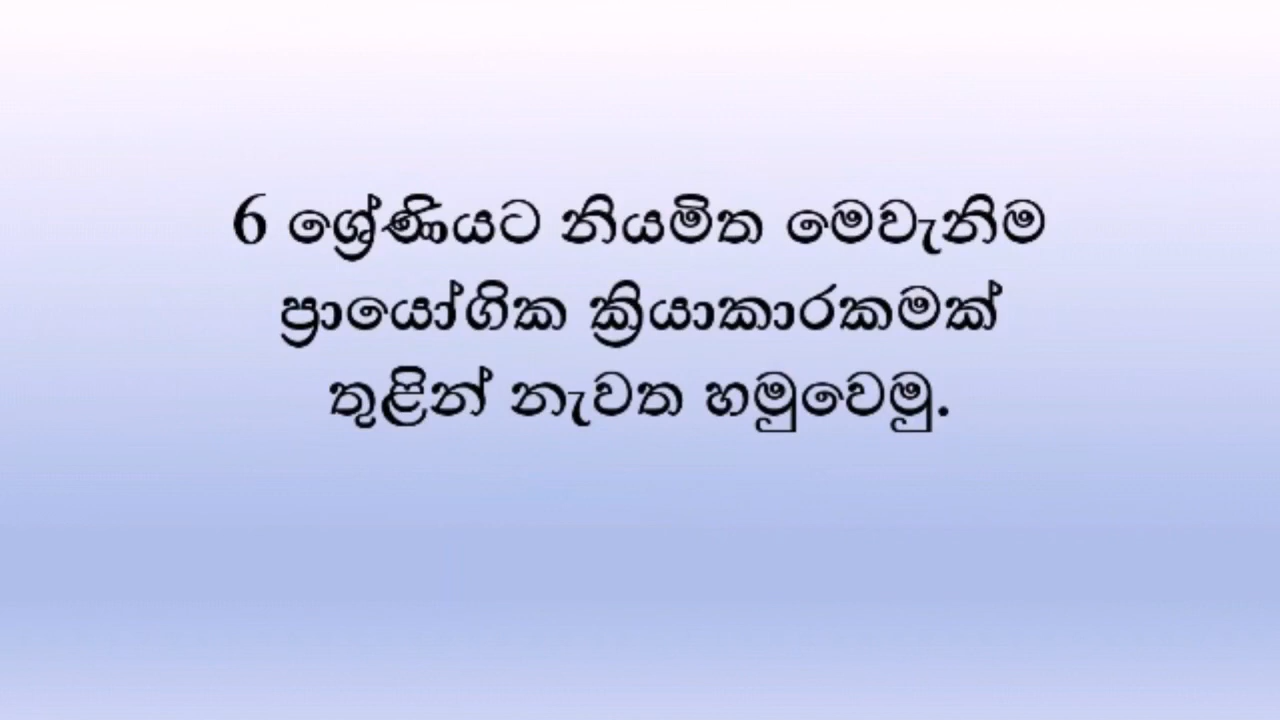 6 ශ්‍රේණියට නියමිත මෙවැනිම
ප්‍රායෝගික ක්‍රියාකාරකමක්
තුළින් නැවත හමුවෙමු.